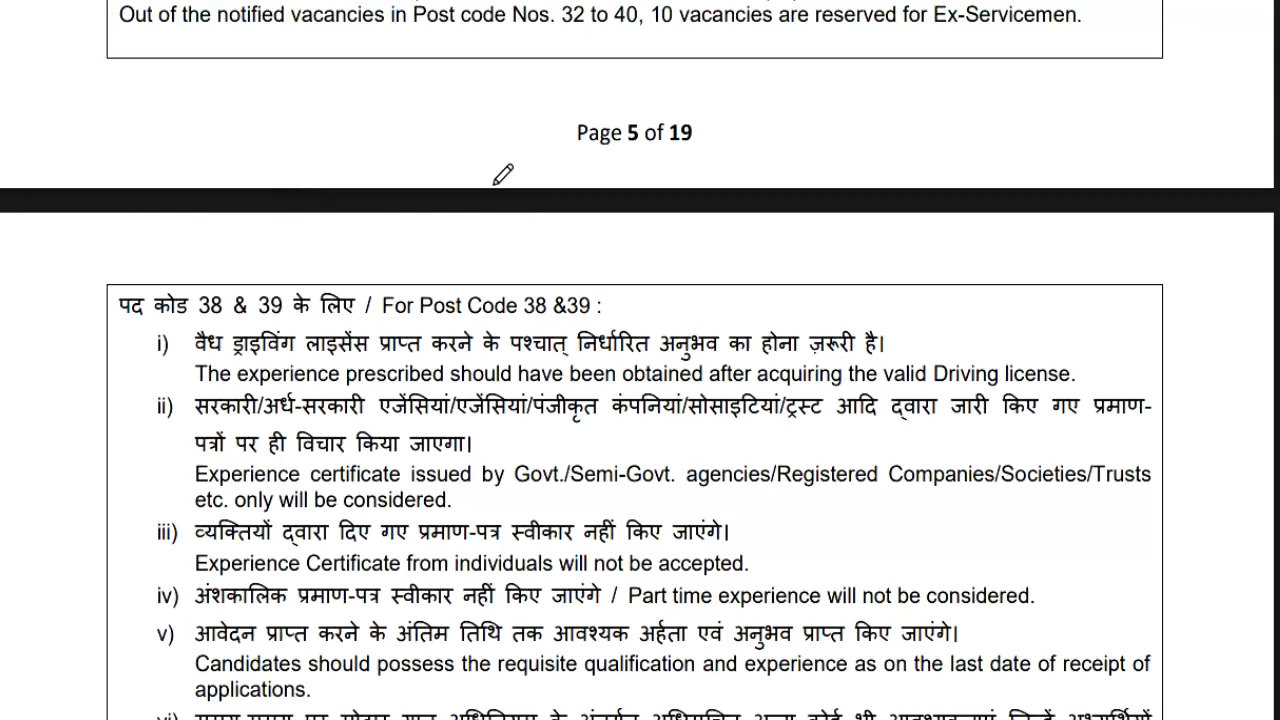 Out of the notified vacancies in Post code Nos. 32 to 40, 10 vacancies are reserved for Ex-Servicemen.
Page 5 of 19
पद कोड 38 & 39 के लिए / For Post Code 38 &39 :
i) वैध ड्राइविंग लाइसेंस प्राप्त करने के पश्चात् निर्धारित अनुभव का होना ज़रूरी है।
The experience prescribed should have been obtained after acquiring the valid Driving license.
ii) सरकारी/अर्ध-सरकारी एजेंसियां/एजेंसियां/पंजीकृत कंपनियां/सोसाइटियां/ट्रस्ट आदि द्वारा जारी किए गए प्रमाण-
पत्रों पर ही विचार किया जाएगा।
Experience certificate issued by Govt./Semi-Govt. agencies/Registered Companies/Societies/Trusts
etc. only will be considered.
iii) व्यक्तियों द्वारा दिए गए प्रमाण-पत्र स्वीकार नहीं किए जाएंगे।
Experience Certificate from individuals will not be accepted.
iv) अंशकालिक प्रमाण-पत्र स्वीकार नहीं किए जाएंगे / Part time experience will not be considered.
v) आवेदन प्राप्त करने के अंतिम तिथि तक आवश्यक अर्हता एवं अनुभव प्राप्त किए जाएंगे।
Candidates should possess the requisite qualification and experience as on the last date of receipt of
applications.